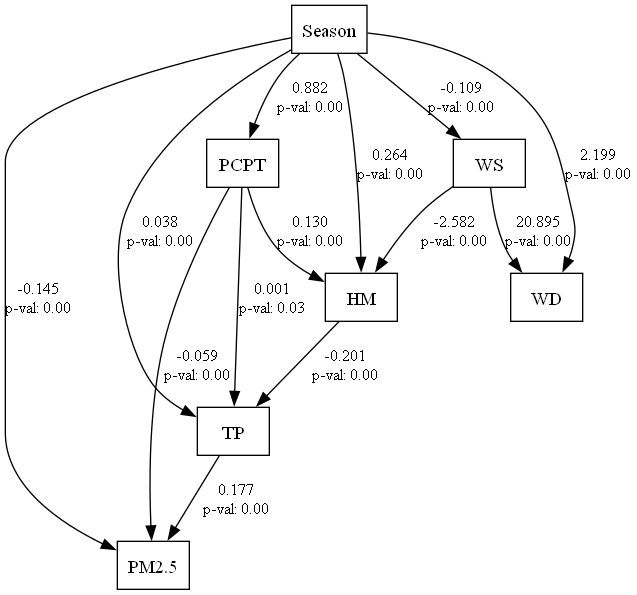 Season
0.882
p-val: 0.00
-0.109
p-val: 0.00
PCPT
WS
0.264
p-val: 0.00
2.199
p-val: 0.00
0.038
p-val: 0.00
0.130
p-val: 0.00
-2.582
p-val: 0.00
20.895
p-val: 0.00
-0.145
p-val: 0.00
0.001
p-val: 0.03
HM
WD
-0.059
p-val: 0.00
-0.201
p-val: 0.00
TP
0.177
p-val: 0.00
PM2.5